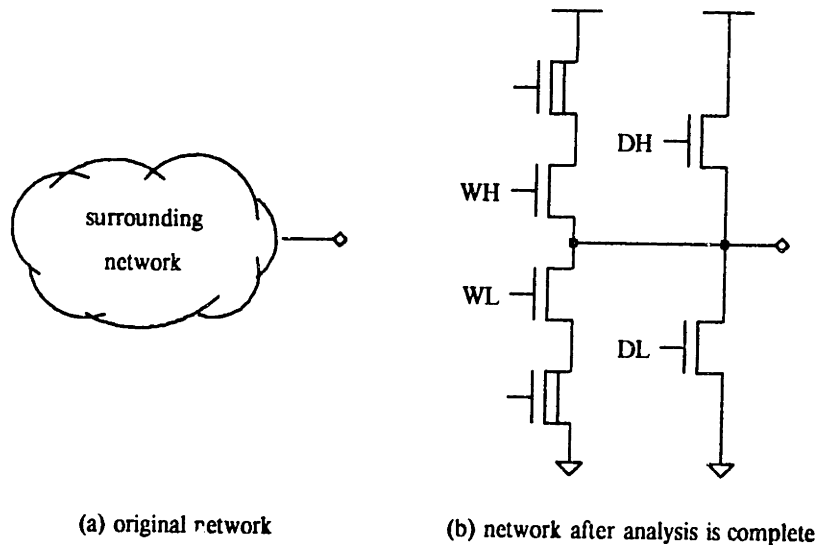 surrounding
network
WH
WL
DH
DL
(a) original network
(b) network after analysis is complete